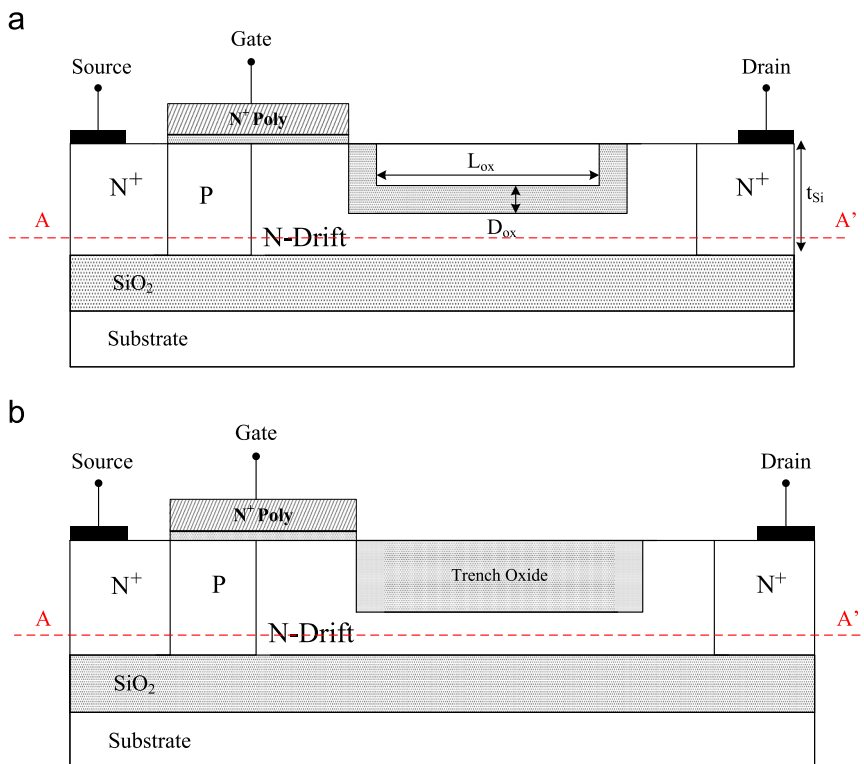 a
Gate
Source
Drain
N+ Poly
Lox
N+
P
N+
tSi
A
A'
Dox
N-Drift
SiO2
Substrate
b
Gate
Source
Drain
N+ Poly
Trench Oxide
N+
P
N+
A
A'
N-Drift
SiO2
Substrate